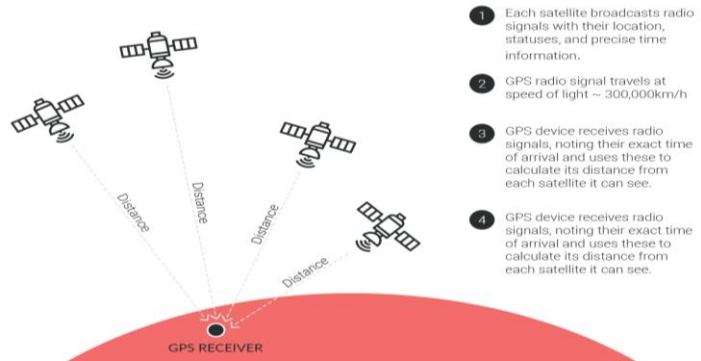 1 Each satellite broadcasts radio
signals with their location,
statuses, and precise time
information.
2 GPS radio signal travels at
speed of light ~ 300,000km/h
3 GPS device receives radio
signals, noting their exact time
of arrival and uses these to
calculate its distance from
each satellite it can see.
4 GPS device receives radio
signals, noting their exact time
of arrival and uses these to
calculate its distance from
each satellite it can see.
Distance
Distance
Distance
Distance
GPS RECEIVER